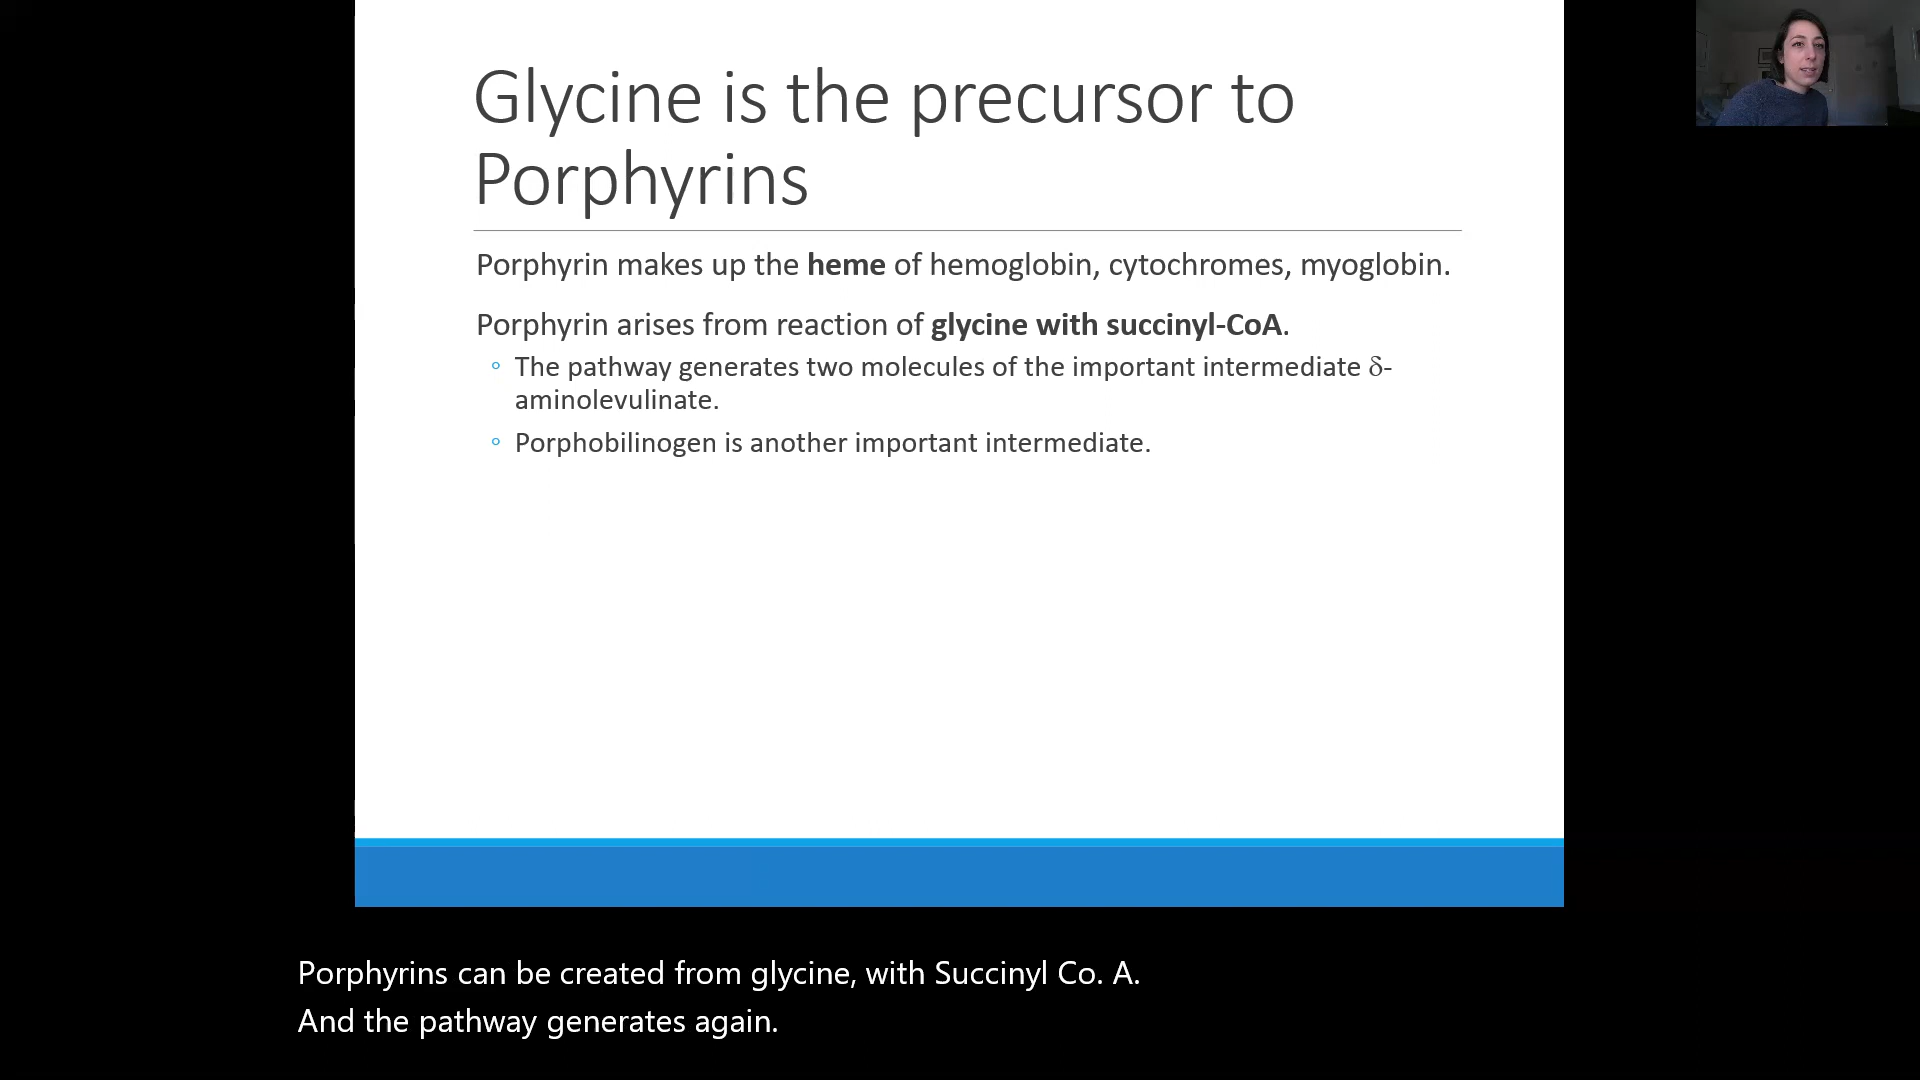 Glycine is the precursor to
Porphyrins
Porphyrin makes up the heme of hemoglobin, cytochromes, myoglobin.
Porphyrin arises from reaction of glycine with succinyl-CoA.
◦ The pathway generates two molecules of the important intermediate δ-
aminolevulinate.
◦ Porphobilinogen is another important intermediate.
Porphyrins can be created from glycine, with Succinyl Co. A.
And the pathway generates again.